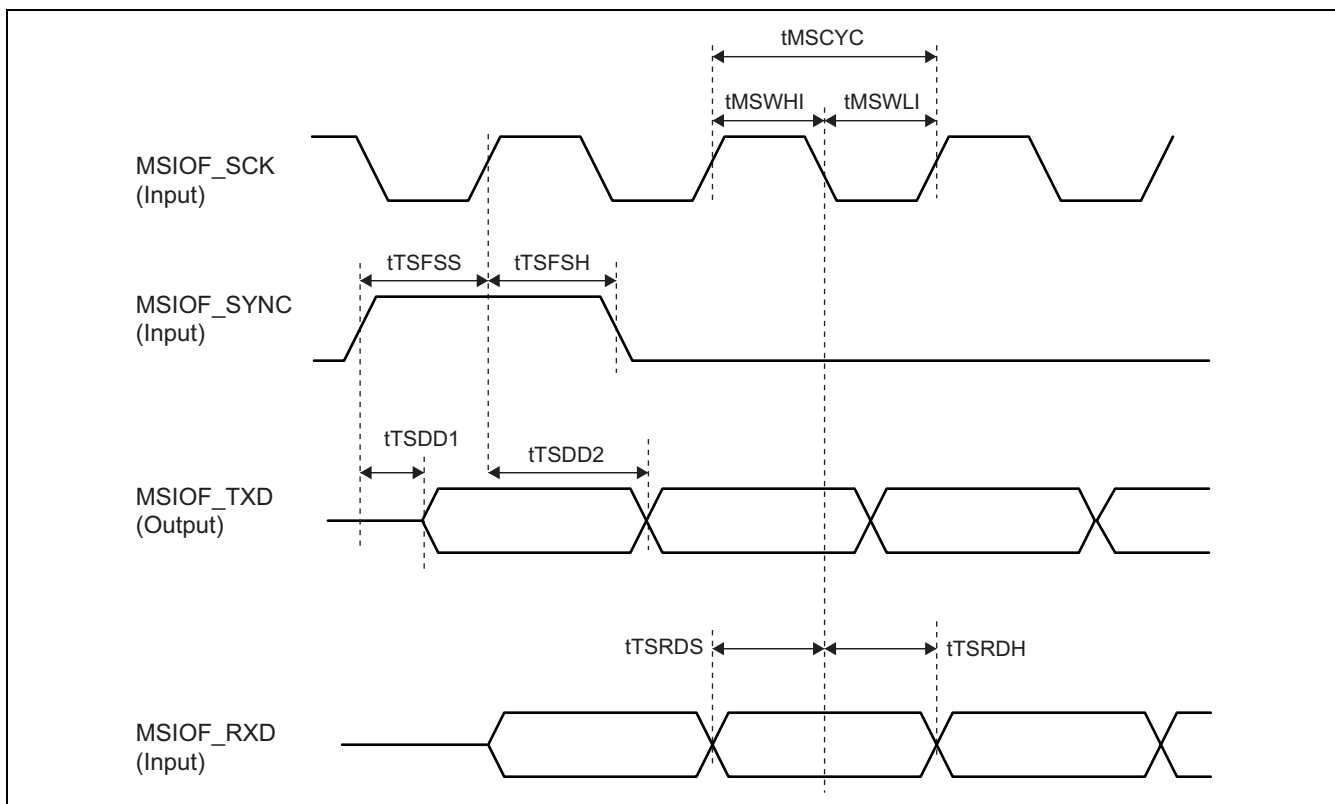 tMSCYC
tMSWHI tMSWLI
MSIOF_SCK
(Input)
tTSFSS tTSFSH
MSIOF_SYNC
(Input)
tTSDD1
tTSDD2
MSIOF_TXD
(Output)
tTSRDS tTSRDH
MSIOF_RXD
(Input)